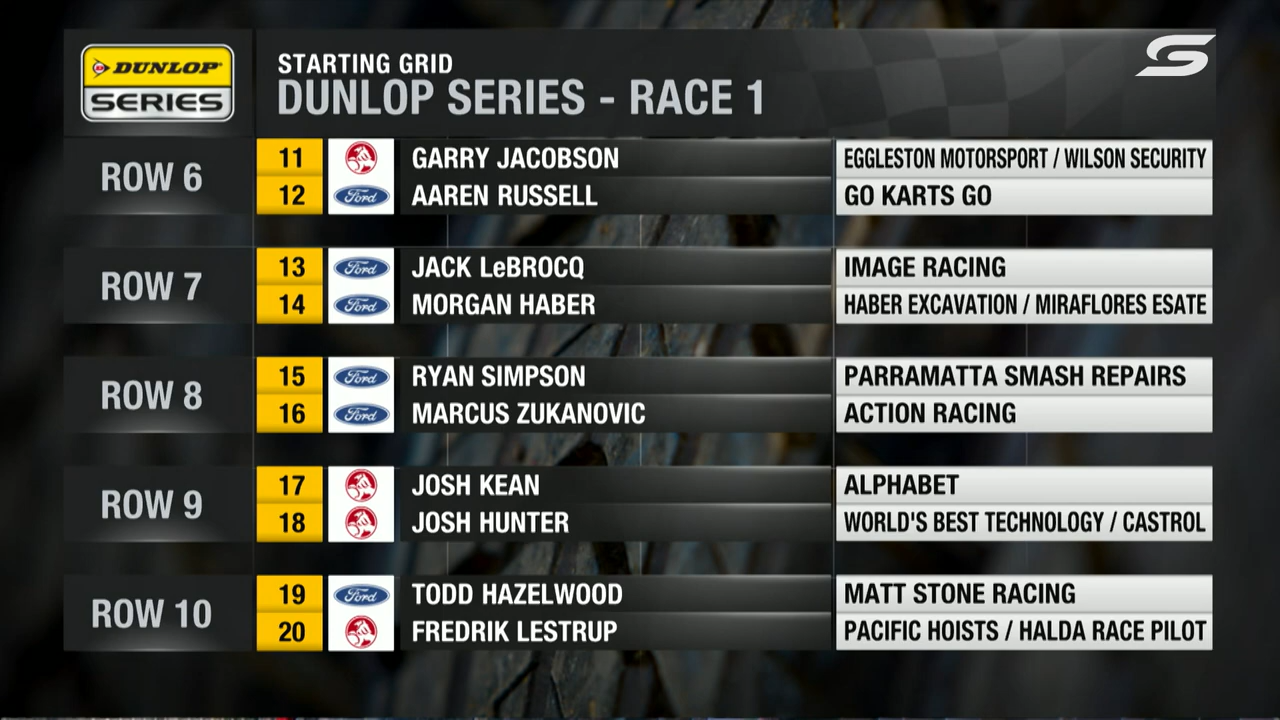 DUNLOP
SERIES
STARTING GRID
DUNLOP SERIES - RACE 1
ROW 6
11 GARRY JACOBSON EGGLESTON MOTORSPORT / WILSON SECURITY
12 Ford AAREN RUSSELL GO KARTS GO
ROW 7
13 Ford JACK LeBROCQ IMAGE RACING
14 Ford MORGAN HABER HABER EXCAVATION / MIRAFLORES ESATE
ROW 8
15 Ford RYAN SIMPSON PARRAMATTA SMASH REPAIRS
16 Ford MARCUS ZUKANOVIC ACTION RACING
ROW 9
17 JOSH KEAN ALPHABET
18 JOSH HUNTER WORLD'S BEST TECHNOLOGY / CASTROL
ROW 10
19 Ford TODD HAZELWOOD MATT STONE RACING
20 FREDRIK LESTRUP PACIFIC HOISTS / HALDA RACE PILOT